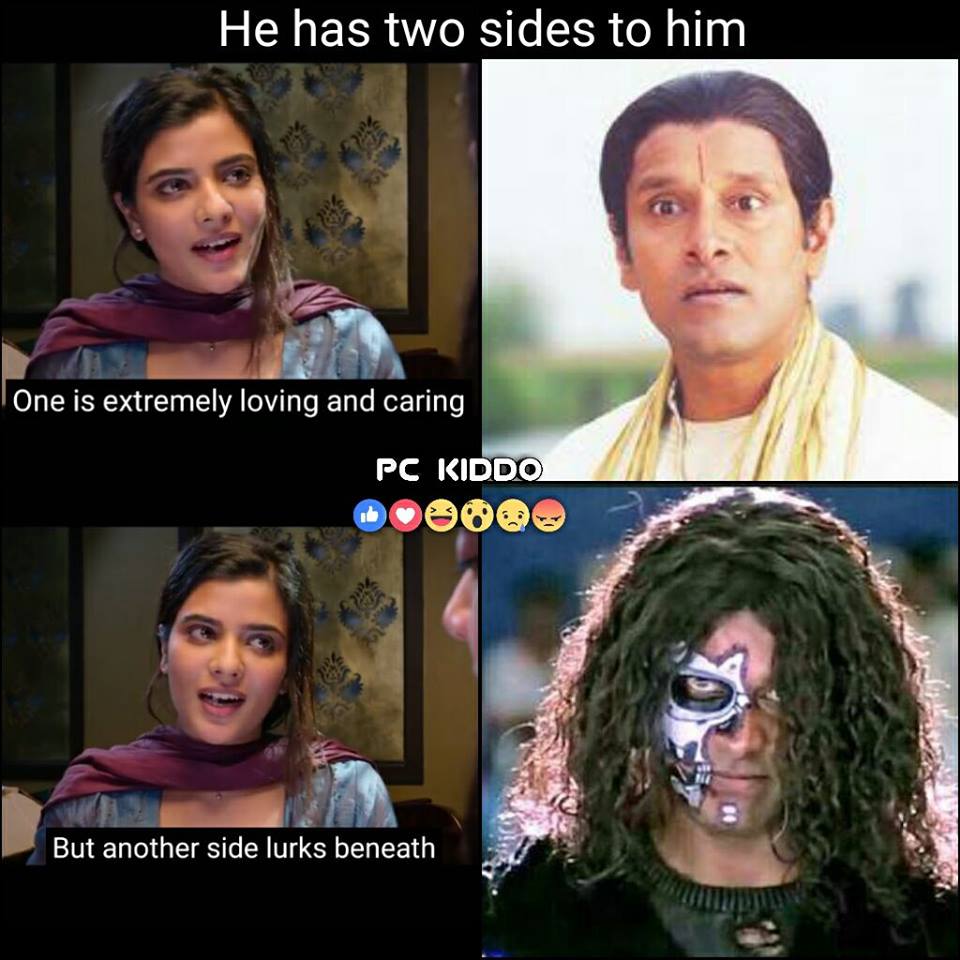 He has two sides to him
One is extremely loving and caring
PC KIDDO
But another side lurks beneath